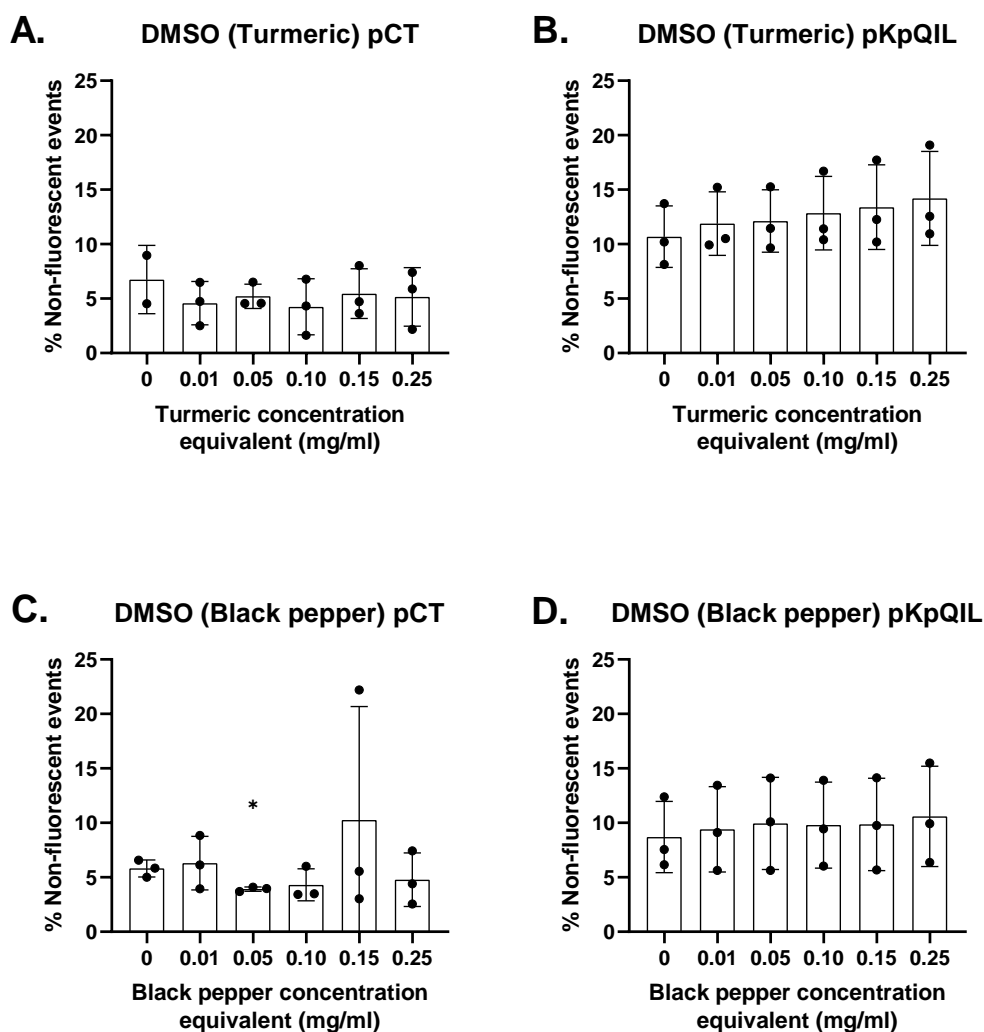 A.
DMSO (Turmeric) pCT
% Non-fluorescent events
25
20
15
10
5
0
0 0.01 0.05 0.10 0.15 0.25
Turmeric concentration
equivalent (mg/ml)
B.
DMSO (Turmeric) pKpQIL
% Non-fluorescent events
25
20
15
10
5
0
0 0.01 0.05 0.10 0.15 0.25
Turmeric concentration
equivalent (mg/ml)
C.
DMSO (Black pepper) pCT
% Non-fluorescent events
25
20
15
10
5
0
*
0 0.01 0.05 0.10 0.15 0.25
Black pepper concentration
equivalent (mg/ml)
D.
DMSO (Black pepper) pKpQIL
% Non-fluorescent events
25
20
15
10
5
0
0 0.01 0.05 0.10 0.15 0.25
Black pepper concentration
equivalent (mg/ml)